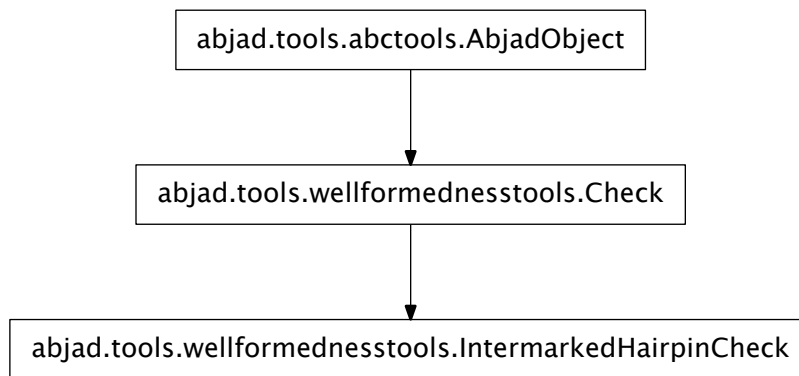 abjad.tools.abctools.AbjadObject
abjad.tools.wellformednesstools.Check
abjad.tools.wellformednesstools.IntermarkedHairpinCheck